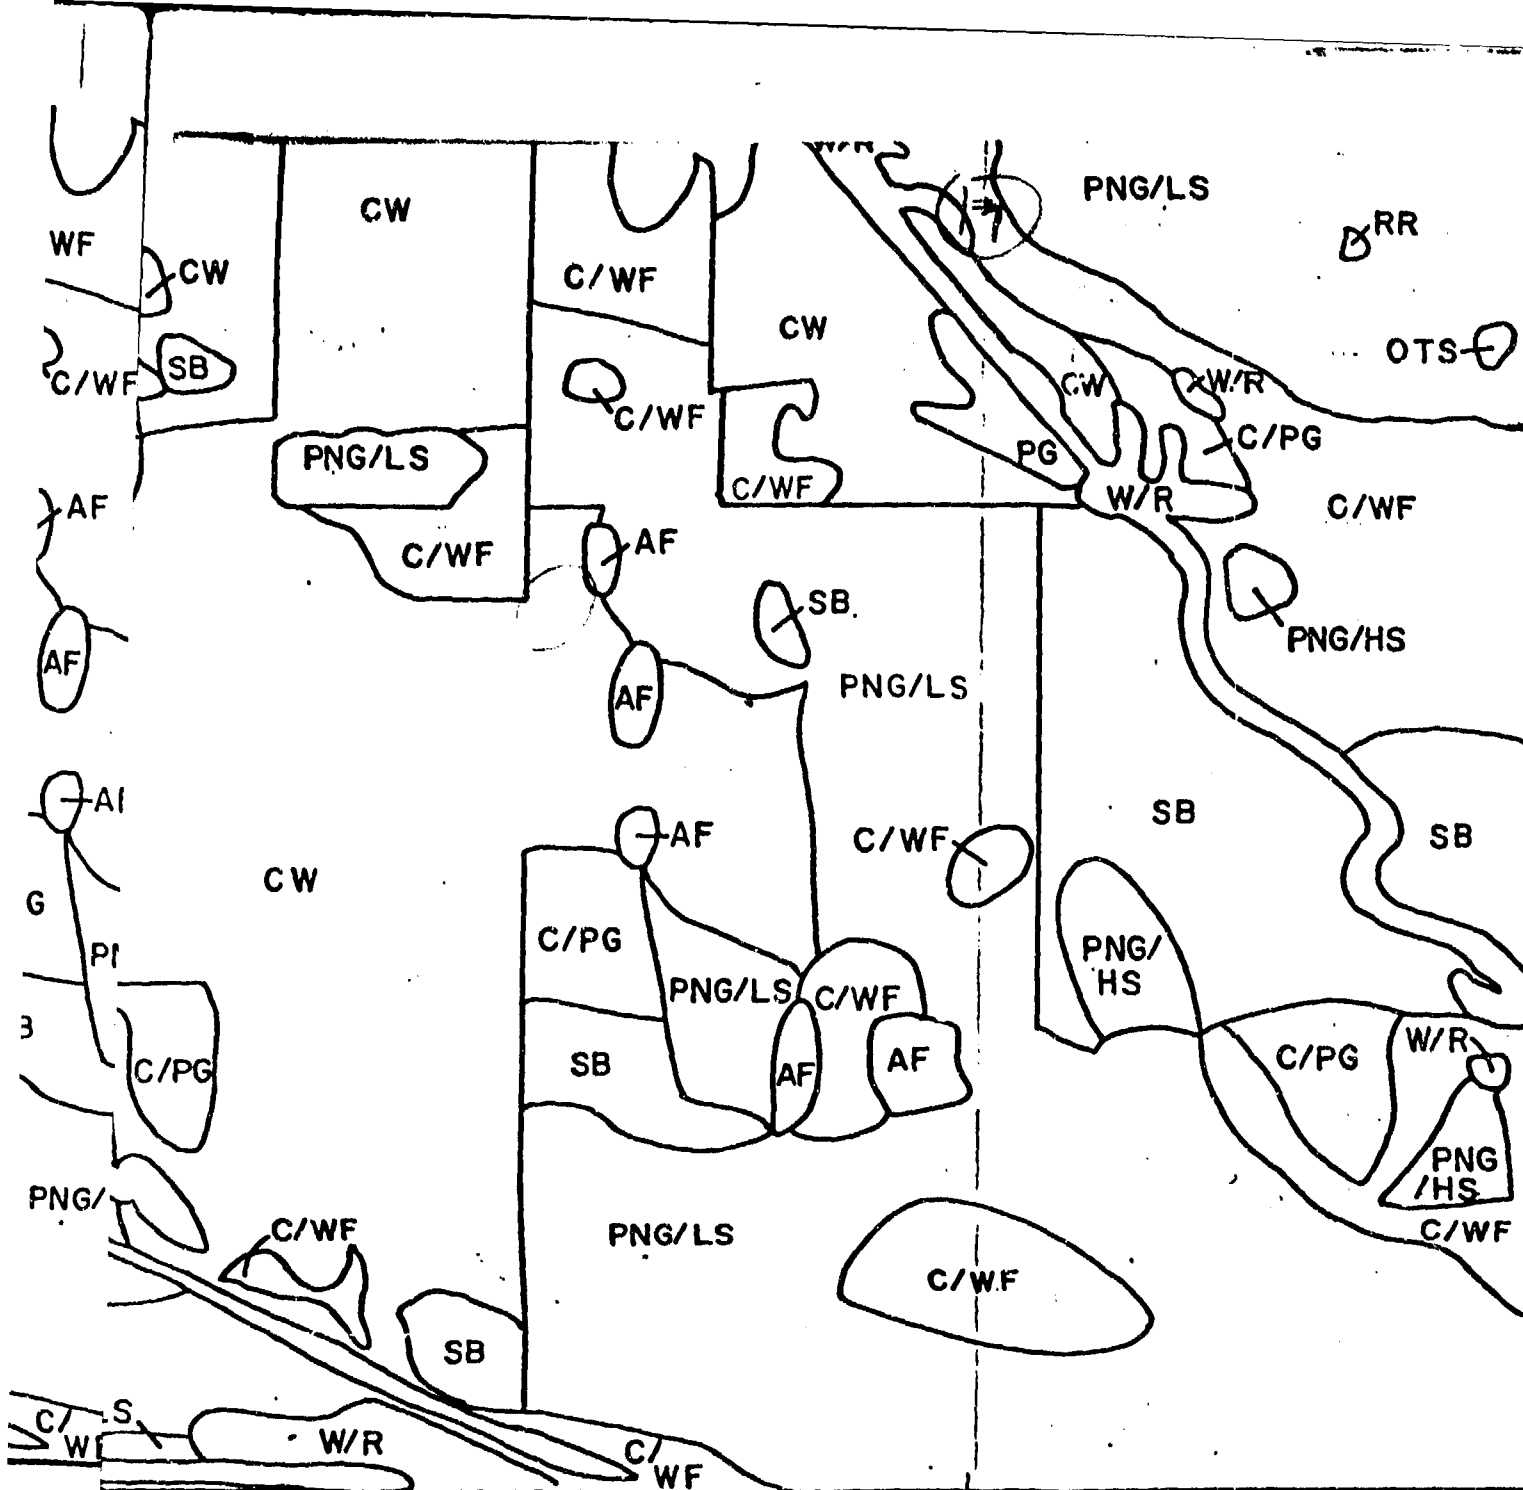 W/R
PNG/LS
CW
RR
WF
CW
C/WF
CW
OTS
C/WF
SB
C/WF
CW
W/R
C/PG
PNG/LS
PG
C/WF
W/R
C/WF
AF
C/WF
AF
SB
PNG/HS
AF
AF
PNG/LS
SB
SB
AF
C/WF
CW
G
C/PG
PNG/
HS
PNG/LS
C/WF
SB
AF
AF
C/PG
W/R
C/PG
PNG
/HS
PNG/
C/WF
PNG/LS
C/WF
C/WF
SB
C/
S
W/R
C/
WF